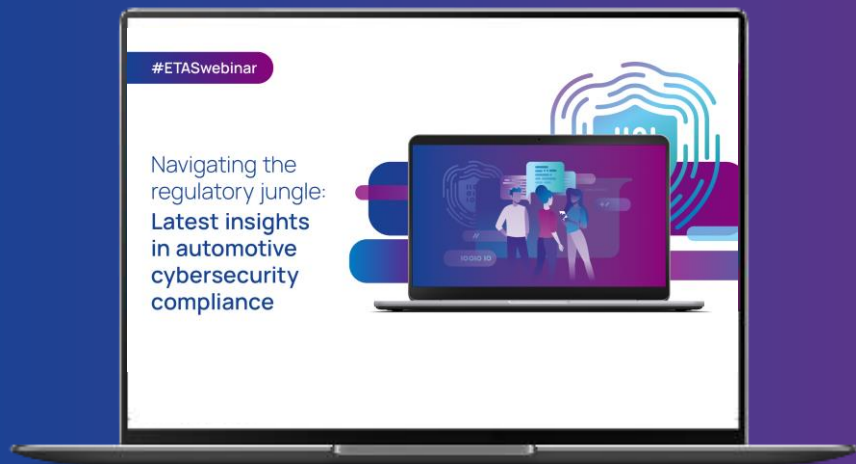 #ETASwebinar
Navigating the
regulatory jungle:
Latest insights
in automotive
cybersecurity
compliance
//